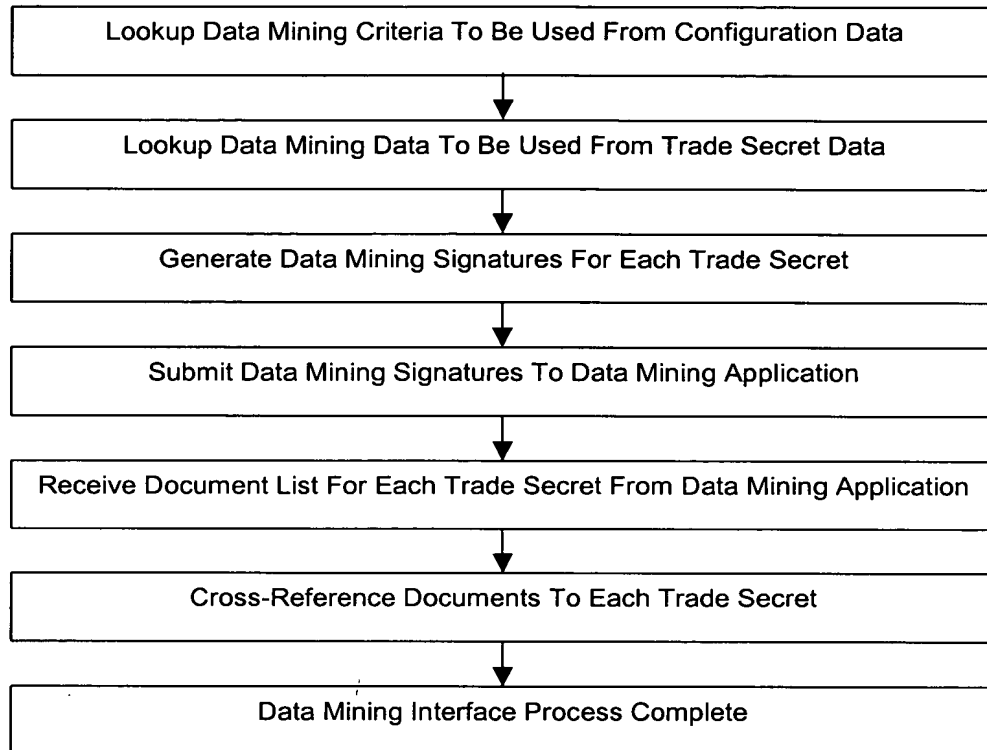 Lookup Data Mining Criteria To Be Used From Configuration Data
Lookup Data Mining Data To Be Used From Trade Secret Data
Generate Data Mining Signatures For Each Trade Secret
Submit Data Mining Signatures To Data Mining Application
Receive Document List For Each Trade Secret From Data Mining Application
Cross-Reference Documents To Each Trade Secret
Data Mining Interface Process Complete